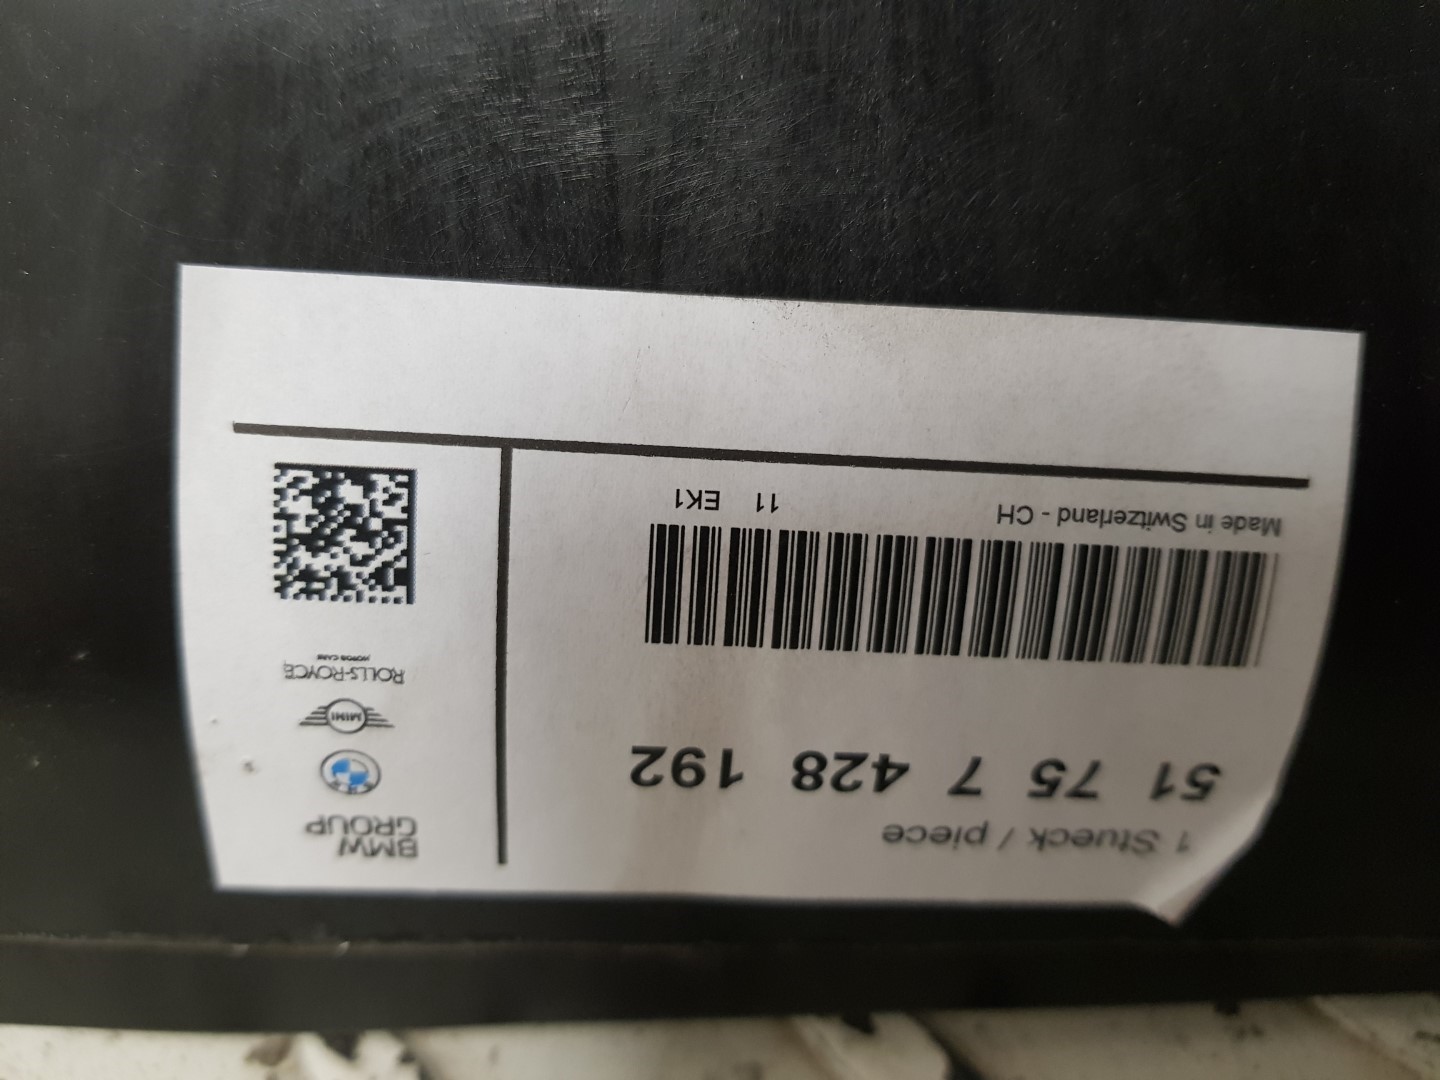 1 Stueck / piece
51 75 7 428 192
Made in Switzerland - CH 11 EK1
BMW
GROUP
MINI
ROLLS-ROYCE
MOTOR CARS